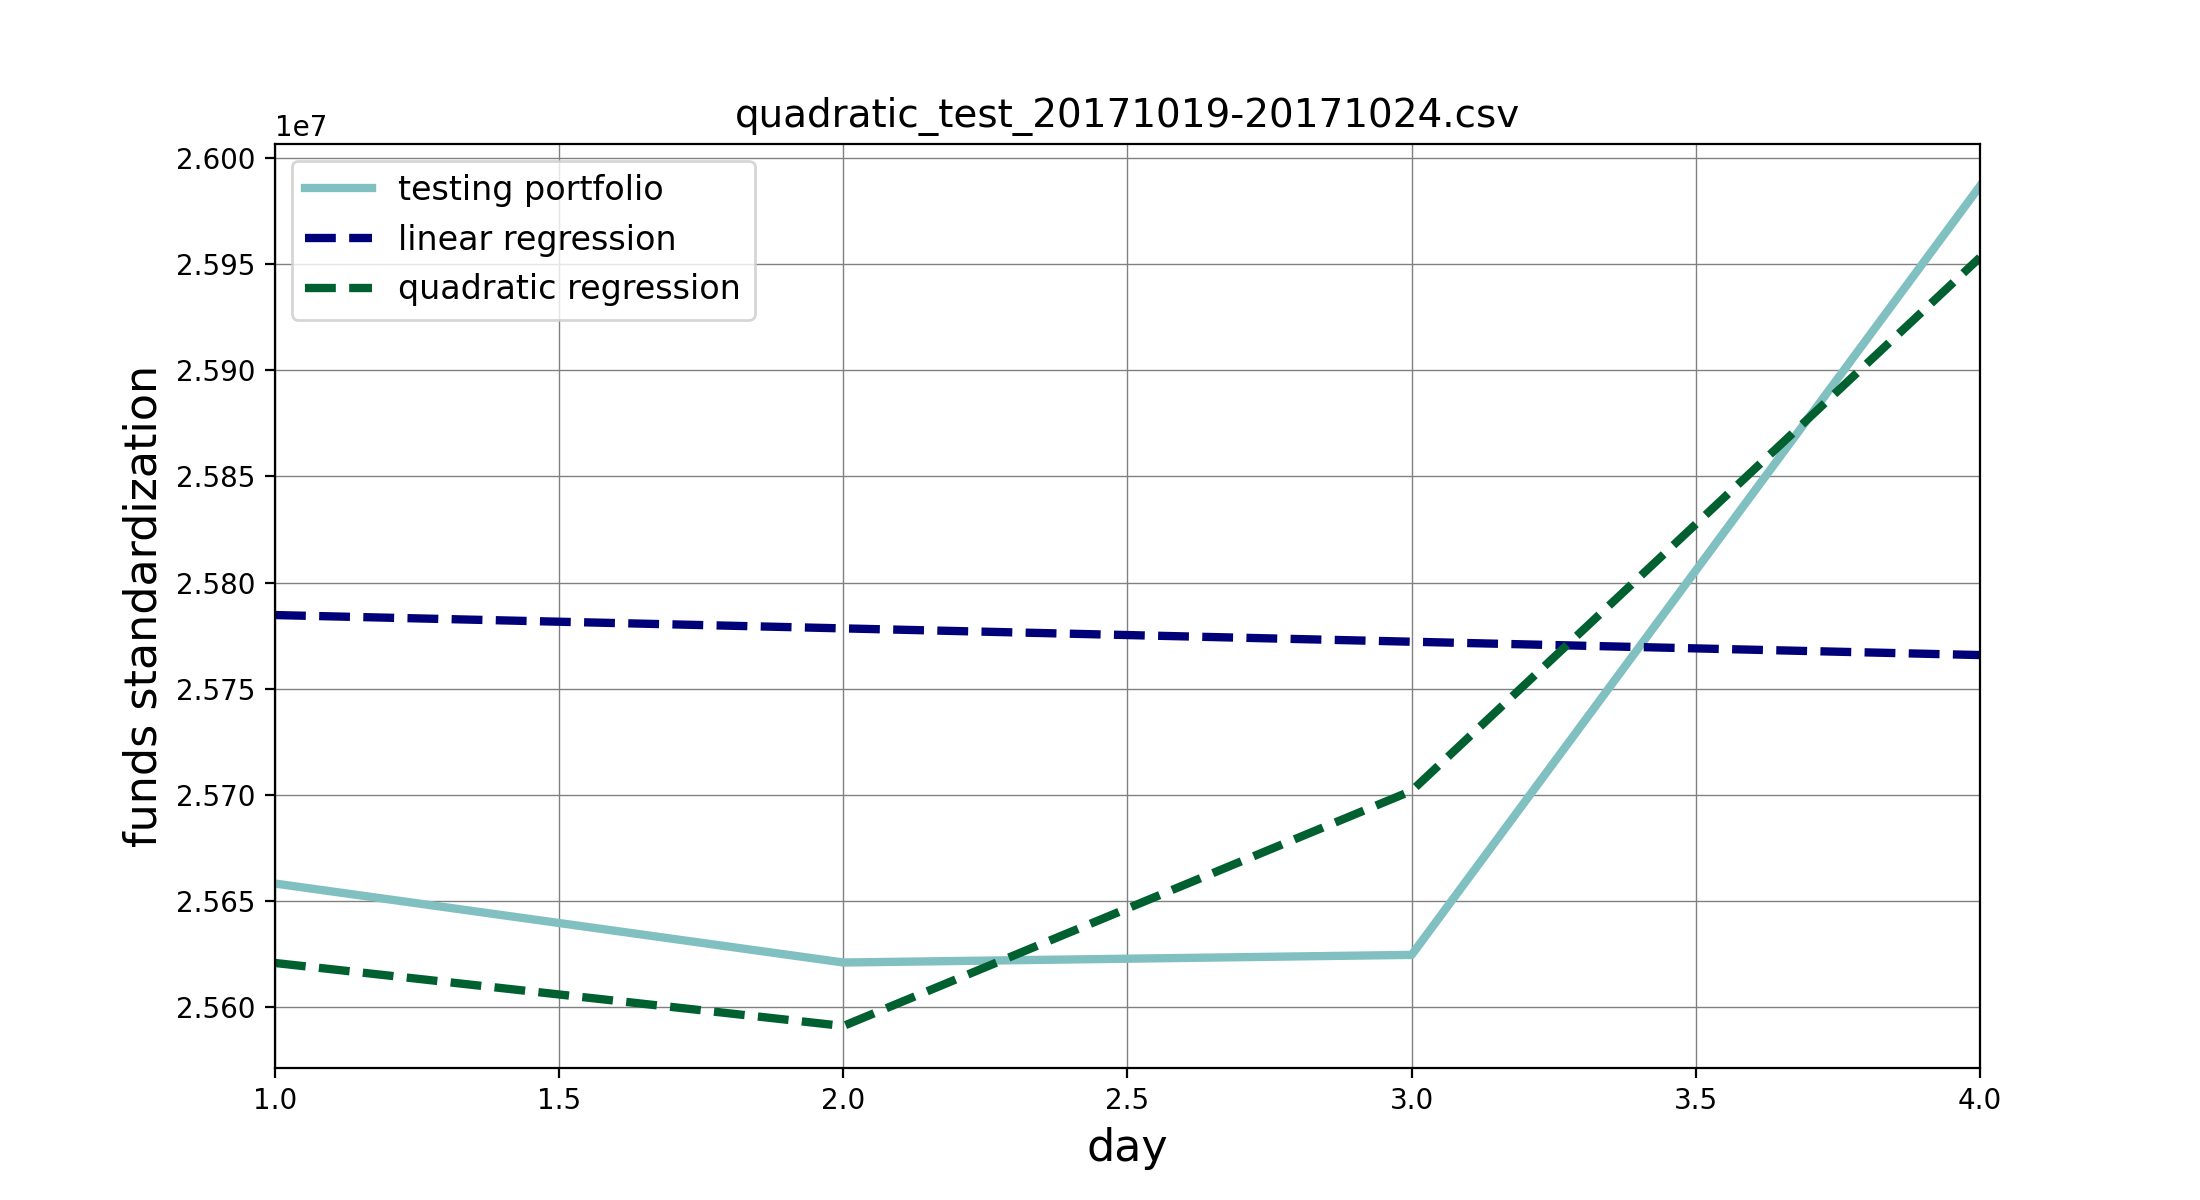 quadratic_test_20171019-20171024.csv
1e7
2.600
2.595
2.590
2.585
2.580
2.575
2.570
2.565
2.560
funds standardization
testing portfolio
linear regression
quadratic regression
1.0 1.5 2.0 2.5 3.0 3.5 4.0
day